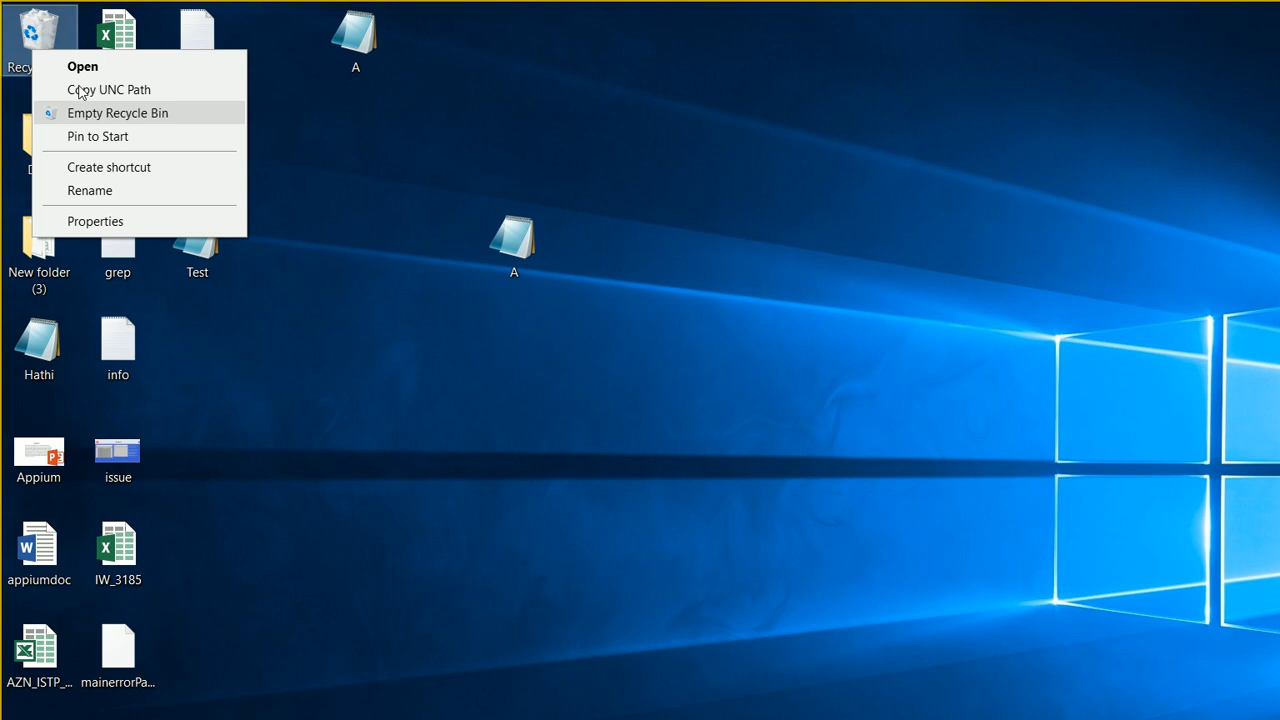 A
Recy
Open
Copy UNC Path
Empty Recycle Bin
Pin to Start
Create shortcut
Rename
Properties
New folder
(3)
grep
Test
A
Hathi
info
Appium
issue
appiumdoc
IW_3185
AZN_ISTP_...
mainerrorPa...